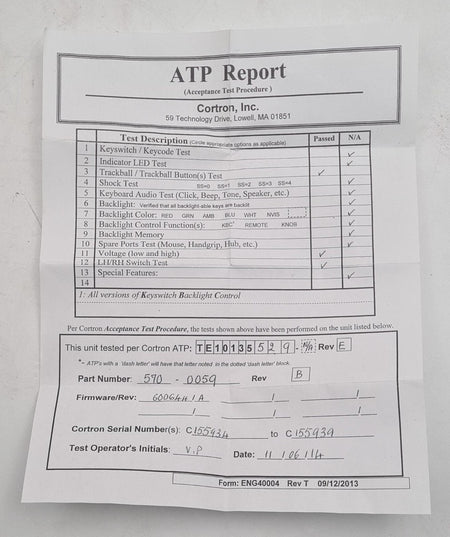 ATP Report
(Acceptance Test Procedure)
Cortron, Inc.
59 Technology Drive, Lowell, MA 01851
Test Description (Circle appropriate options as applicable) Passed N/A
1 Keyswitch / Keycode Test ✓
2 Indicator LED Test ✓
3 Trackball / Trackball Button(s) Test ✓
4 Shock Test SS=0 SS=1 SS=2 SS=3 SS=4 ✓
5 Keyboard Audio Test (Click, Beep, Tone, Speaker, etc.) ✓
6 Backlight: Verified that all backlight-able keys are backlit ✓
7 Backlight Color: RED GRN AMB BLU WHT NVIS ✓
8 Backlight Control Function(s): KBC¹ REMOTE KNOB ✓
9 Backlight Memory ✓
10 Spare Ports Test (Mouse, Handgrip, Hub, etc.) ✓
11 Voltage (low and high) ✓
12 LH/RH Switch Test ✓
13 Special Features: ✓
14
1: All versions of Keyswitch Backlight Control
Per Cortron Acceptance Test Procedure, the tests shown above have been performed on the unit listed below.
This unit tested per Cortron ATP: TE10135529- Rev E
*- ATP's with a 'dash letter' will have that letter noted in the dotted 'dash letter' block.
Part Number: 570 - 0059 Rev B
Firmware/Rev: 600644 / A / /
/ / /
Cortron Serial Number(s): C155934 to C155939
Test Operator's Initials: V.P Date: 11 / 06 / 14
Form: ENG40004 Rev T 09/12/2013